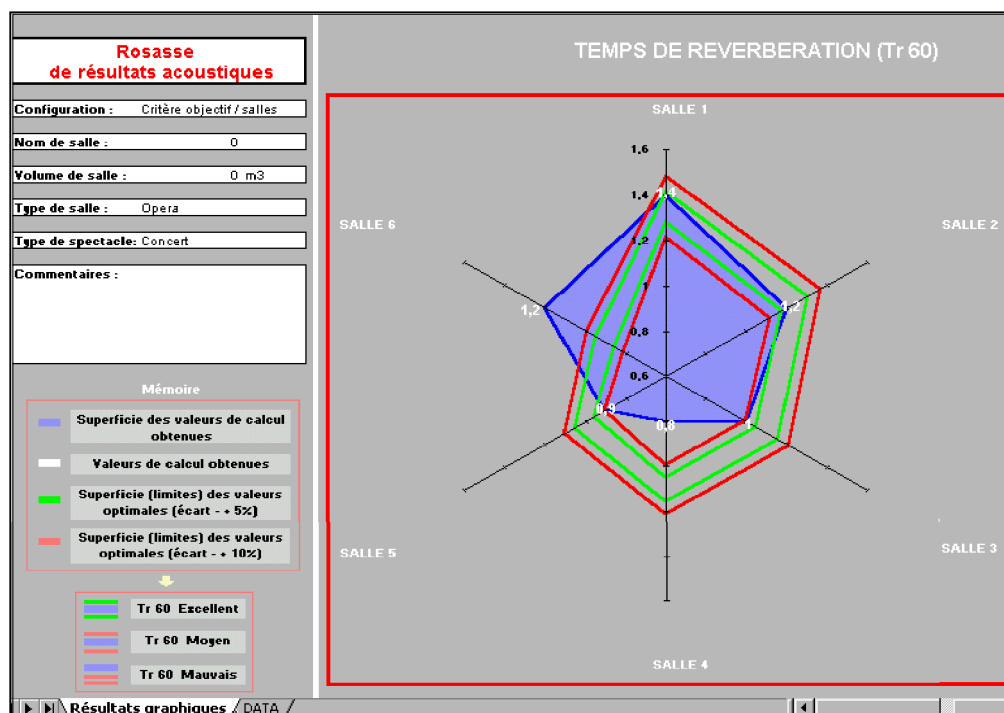 Rosasse
de résultats acoustiques
Configuration : Critère objectif / salles
Nom de salle : 0
Volume de salle : 0 m3
Type de salle : Opera
Type de spectacle: Concert
Commentaires :
Mémoire
Superficie des valeurs de calcul
obtenues
Valeurs de calcul obtenues
Superficie (limites) des valeurs
optimales (écart - + 5%)
Superficie (limites) des valeurs
optimales (écart - + 10%)
Tr 60 Excellent
Tr 60 Moyen
Tr 60 Mauvais
TEMPS DE REVERBERATION (Tr 60)
SALLE 1
1,6
1,4
1,4
1,2
1
0,8
0,6
SALLE 6
SALLE 2
1,2
1,2
0,9
0,8
1
SALLE 5
SALLE 3
SALLE 4
Résultats graphiques / DATA /